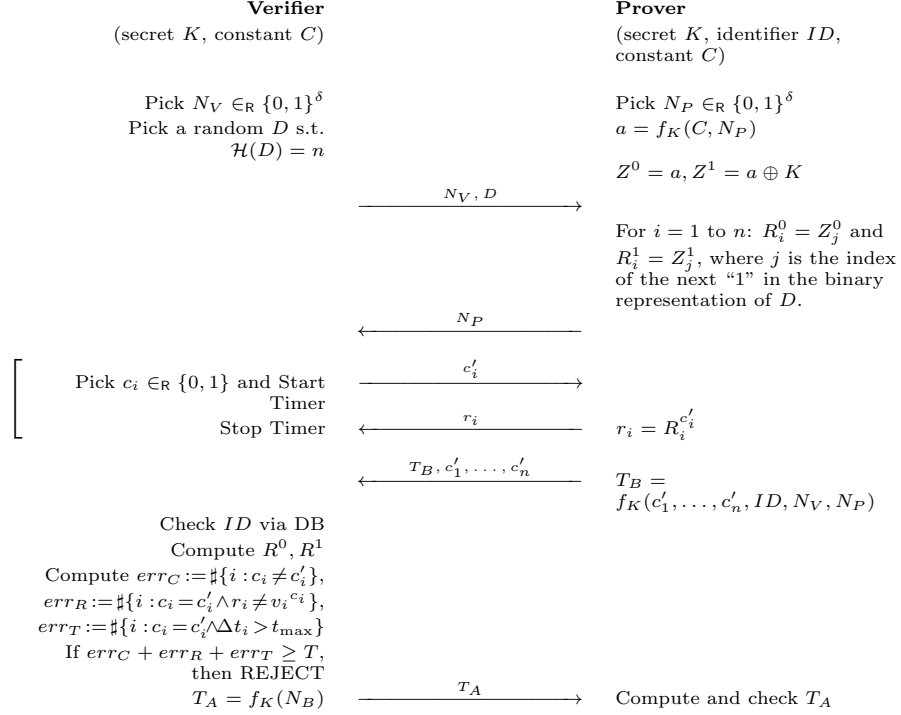 Verifier Prover
(secret K, constant C) (secret K, identifier ID,
constant C)
Pick N_V ∈_R {0, 1}^δ Pick N_P ∈_R {0, 1}^δ
Pick a random D s.t. a = f_K(C, N_P)
H(D) = n
Z^0 = a, Z^1 = a ⊕ K
N_V, D
For i = 1 to n: R_i^0 = Z_j^0 and
R_i^1 = Z_j^1, where j is the index
of the next “1” in the binary
representation of D.
N_P
Pick c_i ∈_R {0, 1} and Start c'_i
Timer
Stop Timer r_i r_i = R_i^{c'_i}
T_B, c'_1, . . . , c'_n T_B =
f_K(c'_1, . . . , c'_n, ID, N_V, N_P)
Check ID via DB
Compute R^0, R^1
Compute err_C := ♯{i : c_i ≠ c'_i},
err_R := ♯{i : c_i = c'_i ∧ r_i ≠ v_i^{c_i}},
err_T := ♯{i : c_i = c'_i ∧ Δt_i > t_max}
If err_C + err_R + err_T ≥ T,
then REJECT
T_A = f_K(N_B) T_A Compute and check T_A